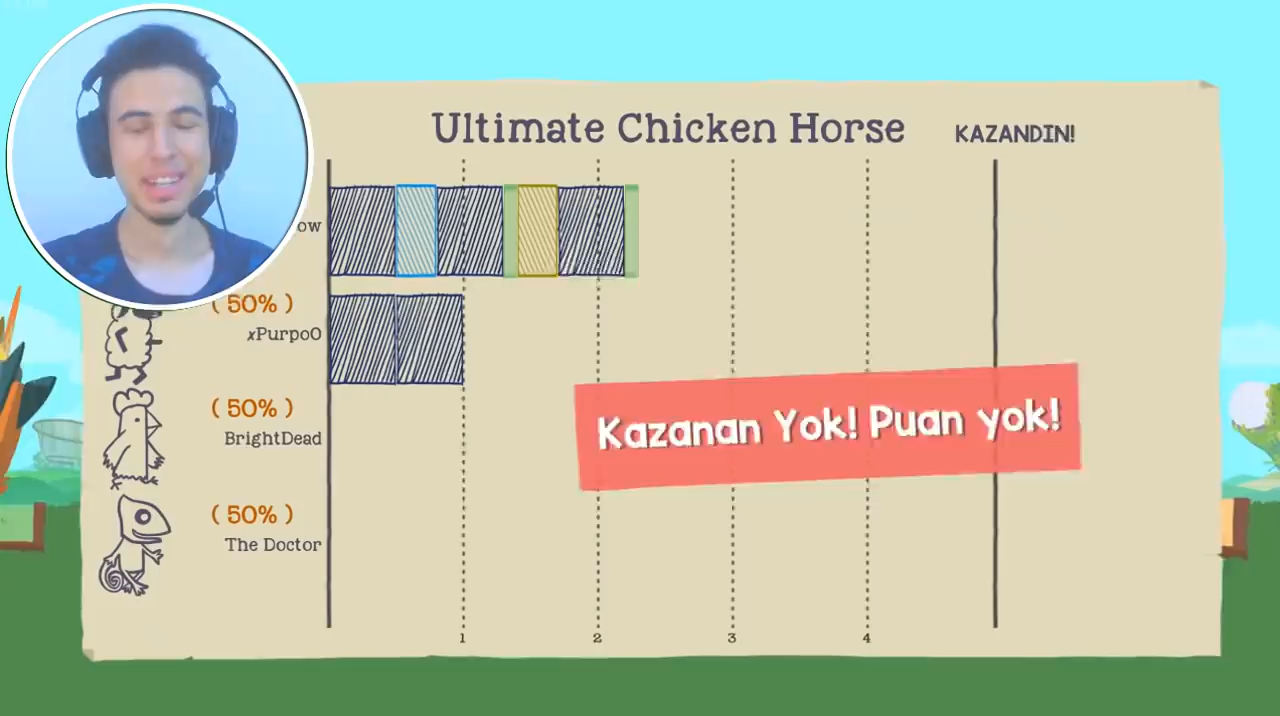 Ultimate Chicken Horse KAZANDIN!
ow
( 50% )
xPurpoO
( 50% )
BrightDead
Kazanan Yok! Puan yok!
( 50% )
The Doctor
1 2 3 4